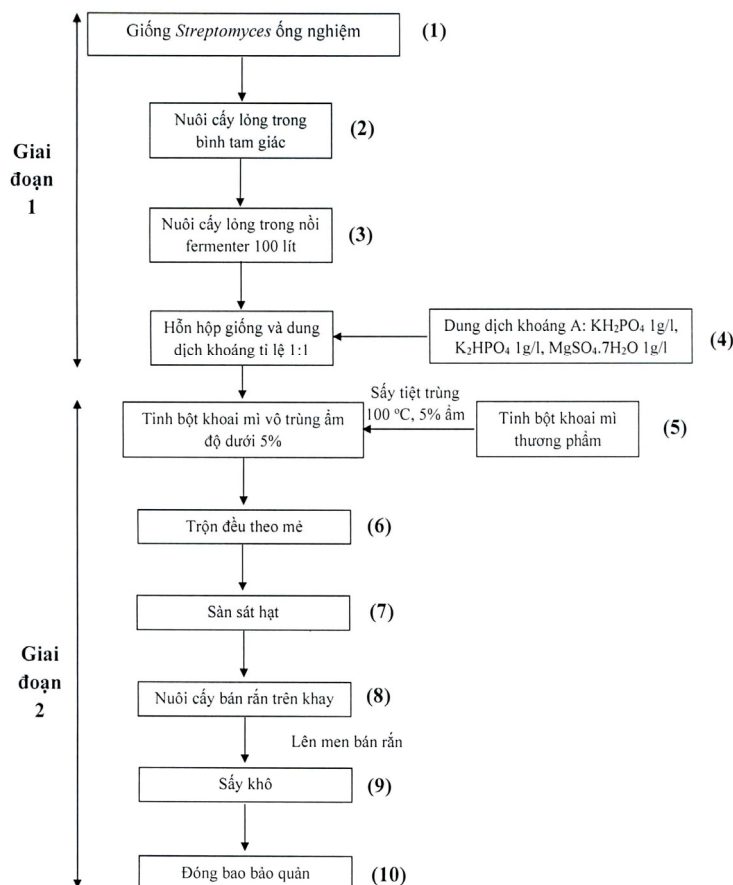 Giống Streptomyces ống nghiệm
(1)
Nuôi cấy lỏng trong
bình tam giác
(2)
Giai
đoạn
1
Nuôi cấy lỏng trong nồi
fermenter 100 lít
(3)
Hỗn hợp giống và dung
dịch khoáng tỉ lệ 1:1
Dung dịch khoáng A: KH₂PO₄ 1g/l,
K₂HPO₄ 1g/l, MgSO₄.7H₂O 1g/l
(4)
Sấy tiệt trùng
100 °C, 5% ẩm
Tinh bột khoai mì vô trùng ẩm
độ dưới 5%
Tinh bột khoai mì
thương phẩm
(5)
Trộn đều theo mẻ
(6)
Sàn sát hạt
(7)
Giai
đoạn
2
Nuôi cấy bán rắn trên khay
(8)
Lên men bán rắn
Sấy khô
(9)
Đóng bao bảo quản
(10)